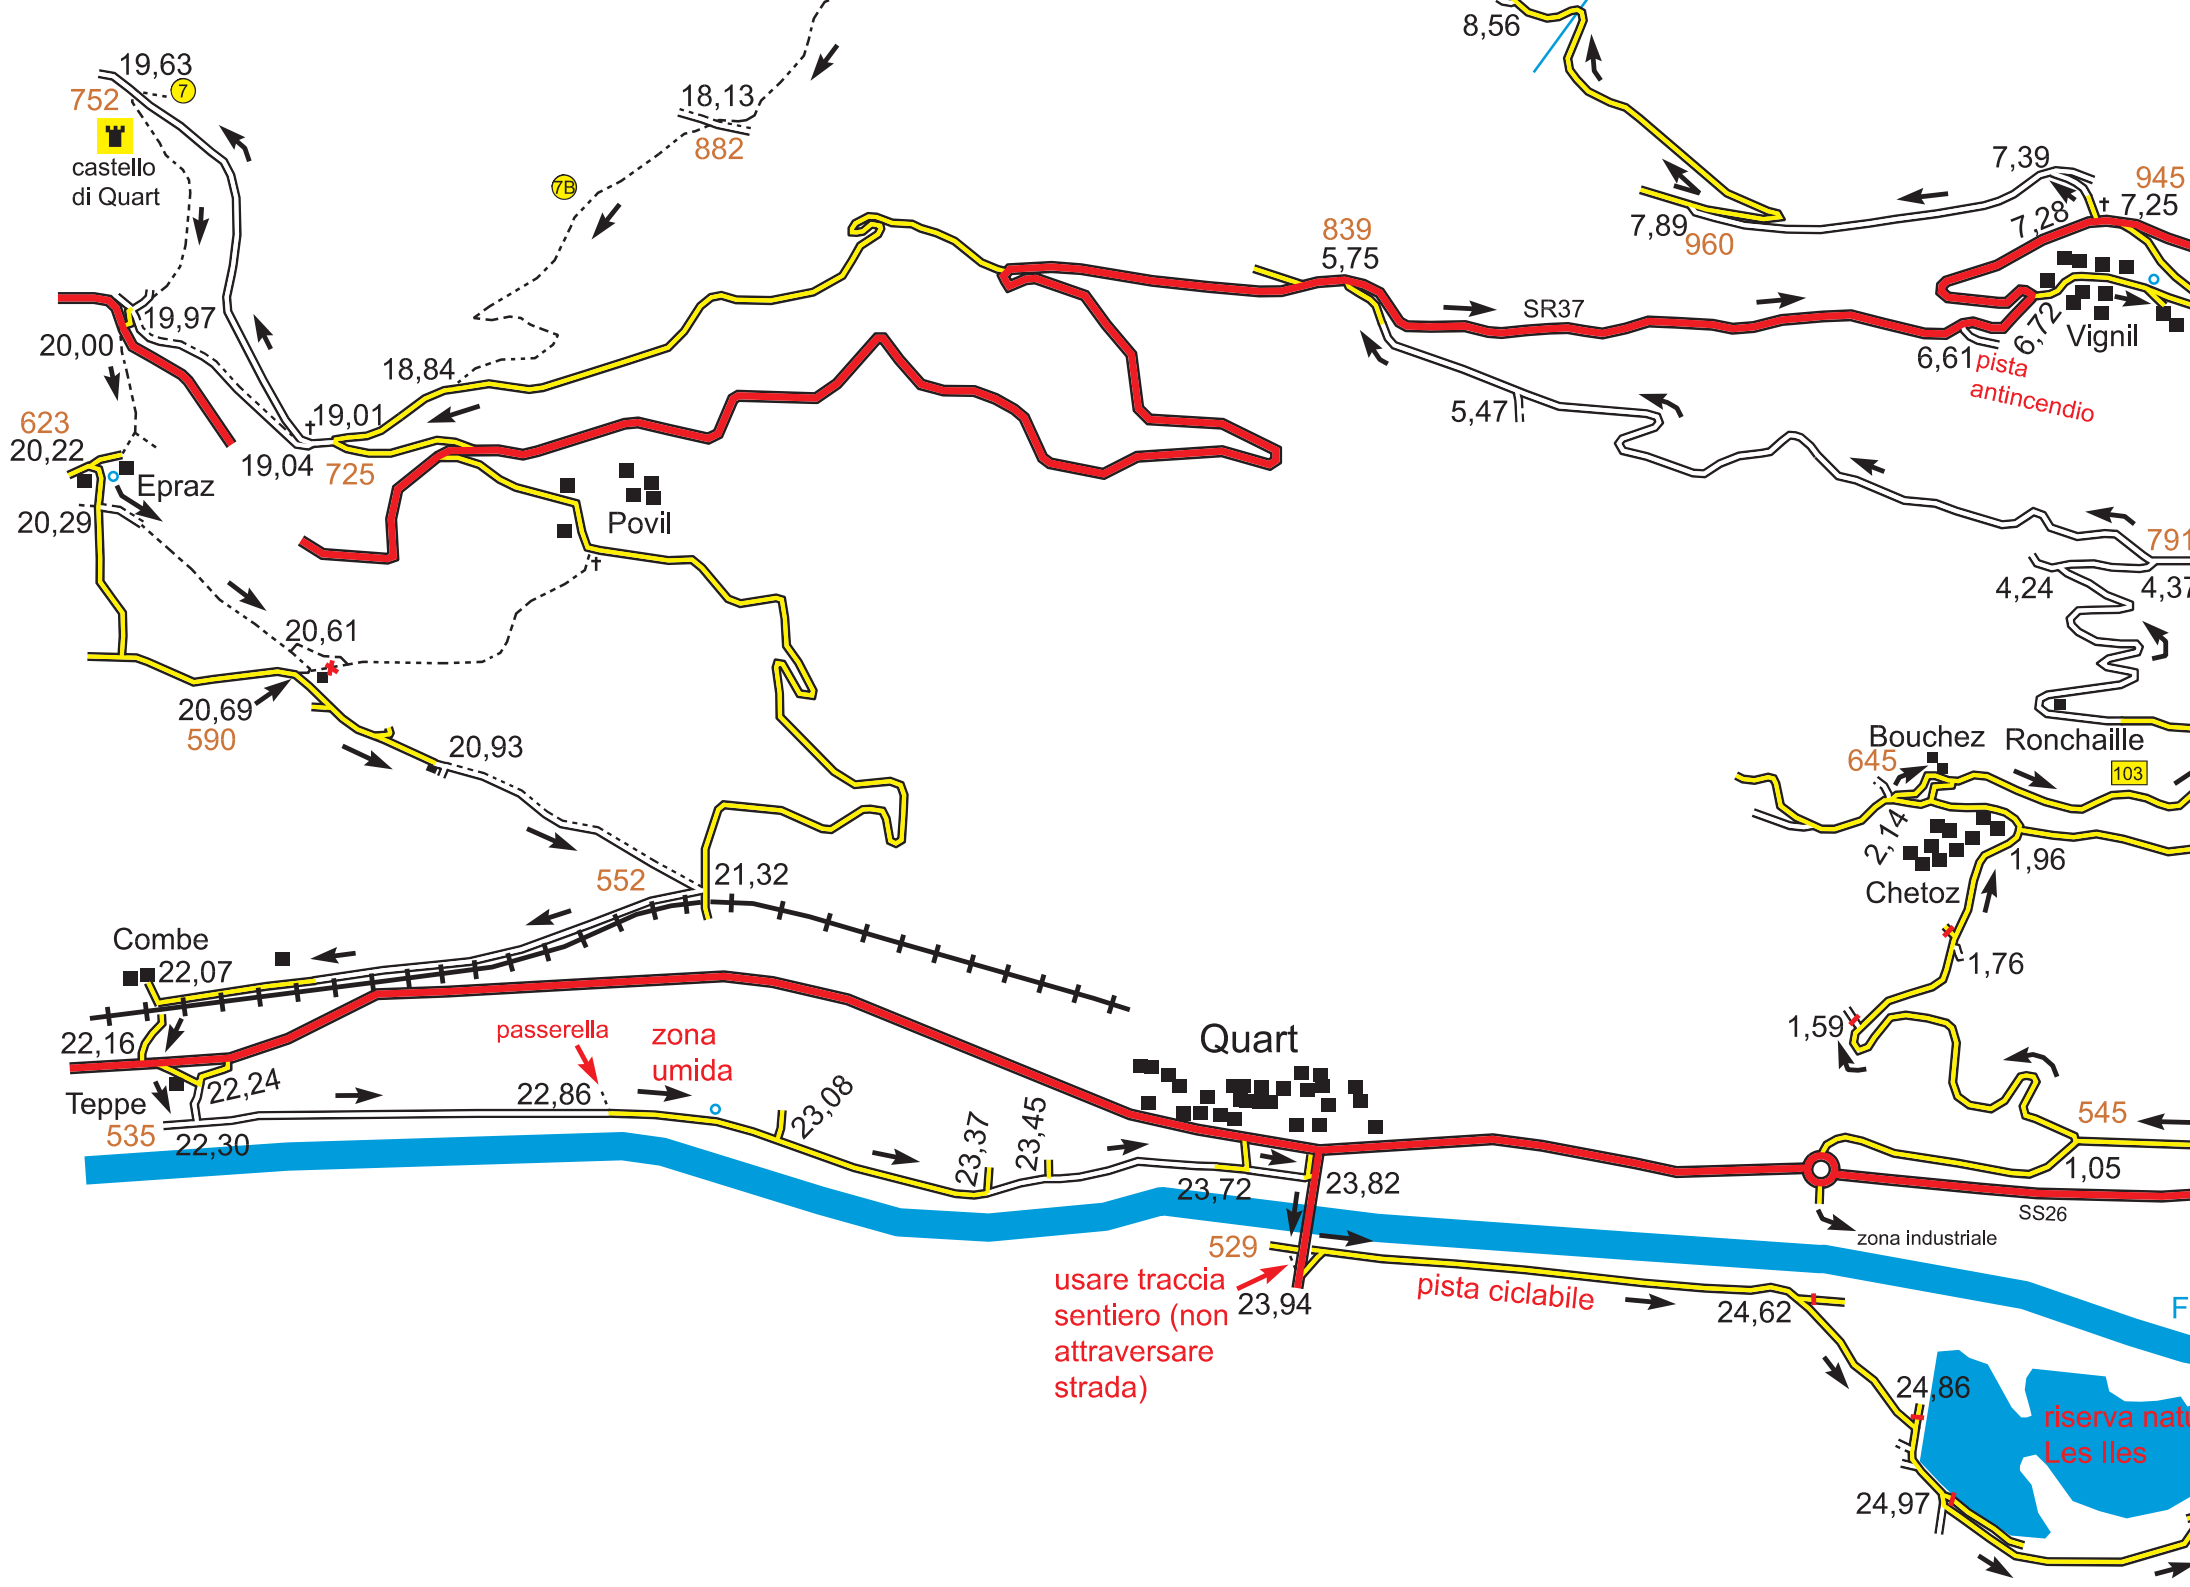 8,56
19,63
7
752
castello
di Quart
18,13
882
7B
7,39
945
7,25
7,28
7,89
960
839
5,75
SR37
6,72
Vignil
6,61
pista
antincendio
19,97
20,00
18,84
19,01
19,04
725
5,47
623
20,22
Epraz
20,29
Povil
791
4,24
4,37
20,61
20,69
590
20,93
Bouchez
Ronchaille
645
103
2,14
1,96
Chetoz
552
21,32
1,76
Combe
22,07
22,16
1,59
passerella
zona
umida
Quart
22,24
Teppe
535
22,30
22,86
23,08
23,37
23,45
23,72
23,82
545
1,05
SS26
zona industriale
529
usare traccia
sentiero (non
attraversare
strada)
23,94
pista ciclabile
24,62
F
24,86
riserva natu
Les Iles
24,97